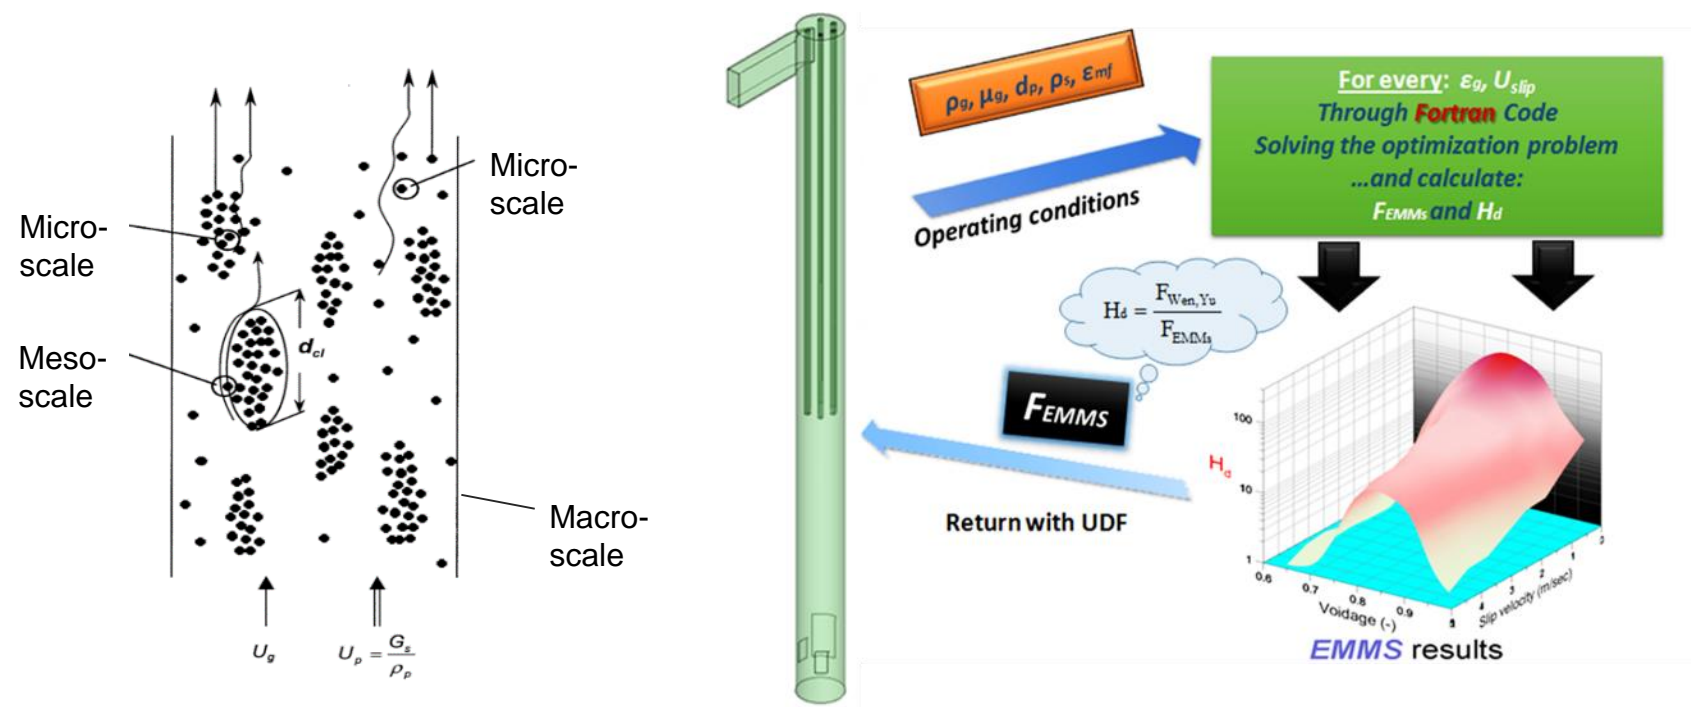 Micro-
scale
Micro-
scale
Meso-
scale
d_cl
Macro-
scale
U_g
U_p = G_s / ρ_p
ρg, μg, dp, ρs, εmf
Operating conditions
For every: εg, Uslip
Through Fortran Code
Solving the optimization problem
...and calculate:
FEMMs and Hd
Hd = FWen,Yu / FEMMs
FEMMS
Return with UDF
Hd
100
10
1
0.6
0.7
0.8
0.9
Voidage (-)
4
3
2
1
Slip velocity (m/sec)
EMMS results